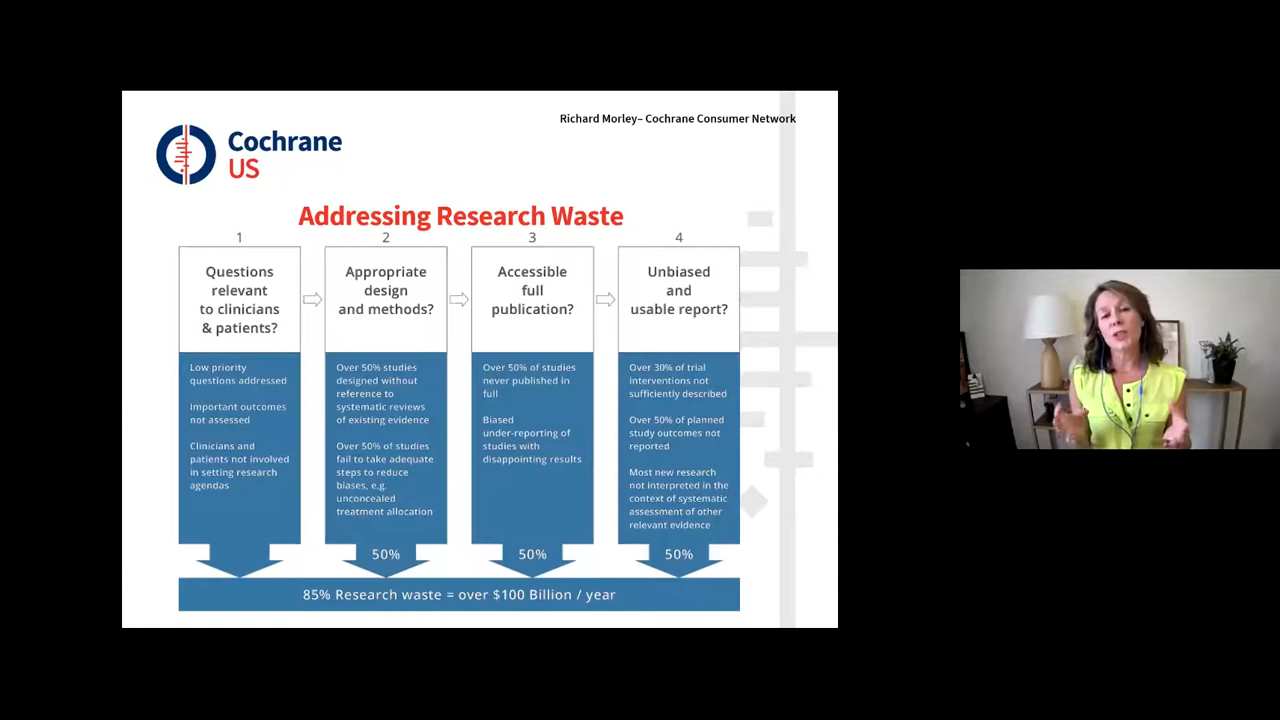 Richard Morley– Cochrane Consumer Network
Cochrane
US
Addressing Research Waste
1
Questions
relevant
to clinicians
& patients?
Low priority
questions addressed
Important outcomes
not assessed
Clinicians and
patients not involved
in setting research
agendas
2
Appropriate
design
and methods?
Over 50% studies
designed without
reference to
systematic reviews
of existing evidence
Over 50% of studies
fail to take adequate
steps to reduce
biases, e.g.
unconcealed
treatment allocation
50%
3
Accessible
full
publication?
Over 50% of studies
never published in
full
Biased
under-reporting of
studies with
disappointing results
50%
4
Unbiased
and
usable report?
Over 30% of trial
interventions not
sufficiently described
Over 50% of planned
study outcomes not
reported
Most new research
not interpreted in the
context of systematic
assessment of other
relevant evidence
50%
85% Research waste = over $100 Billion / year